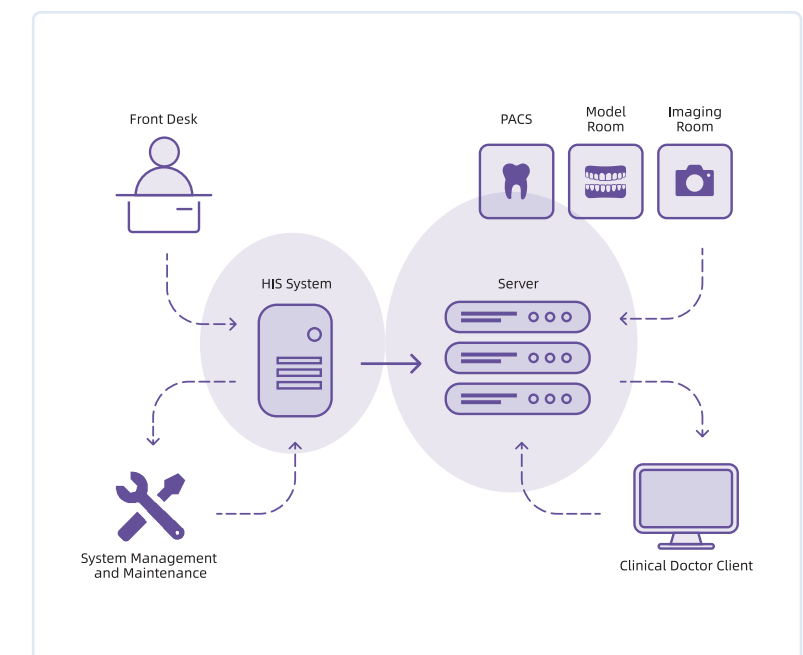 Front Desk
PACS
Model
Room
Imaging
Room
HIS System
Server
System Management
and Maintenance
Clinical Doctor Client